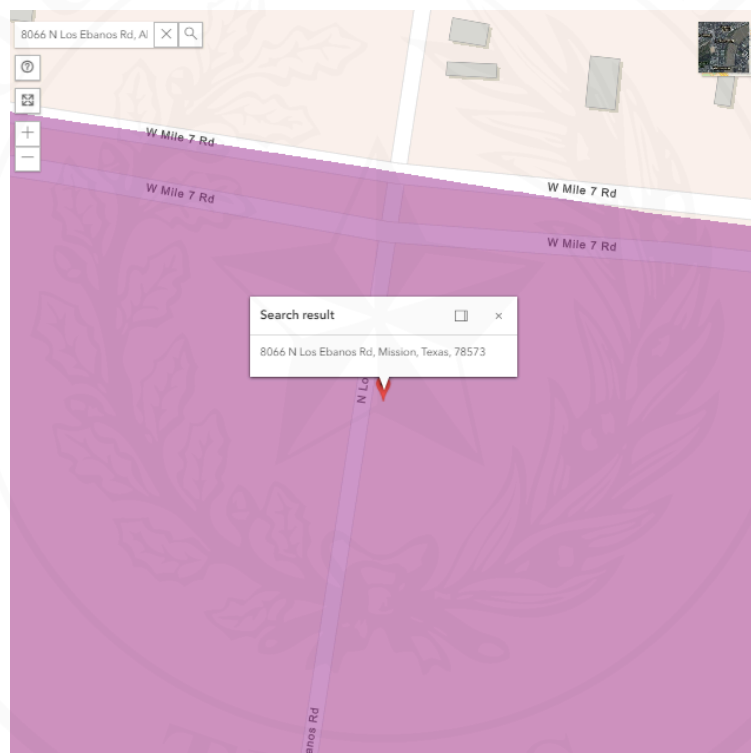 8066 N Los Ebanos Rd, Al
W Mile 7 Rd
W Mile 7 Rd
W Mile 7 Rd
W Mile 7 Rd
Search result
8066 N Los Ebanos Rd, Mission, Texas, 78573
N Lo
anos Rd